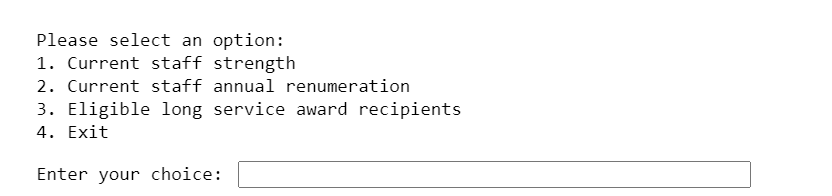 Please select an option:
1. Current staff strength
2. Current staff annual renumeration
3. Eligible long service award recipients
4. Exit
Enter your choice: